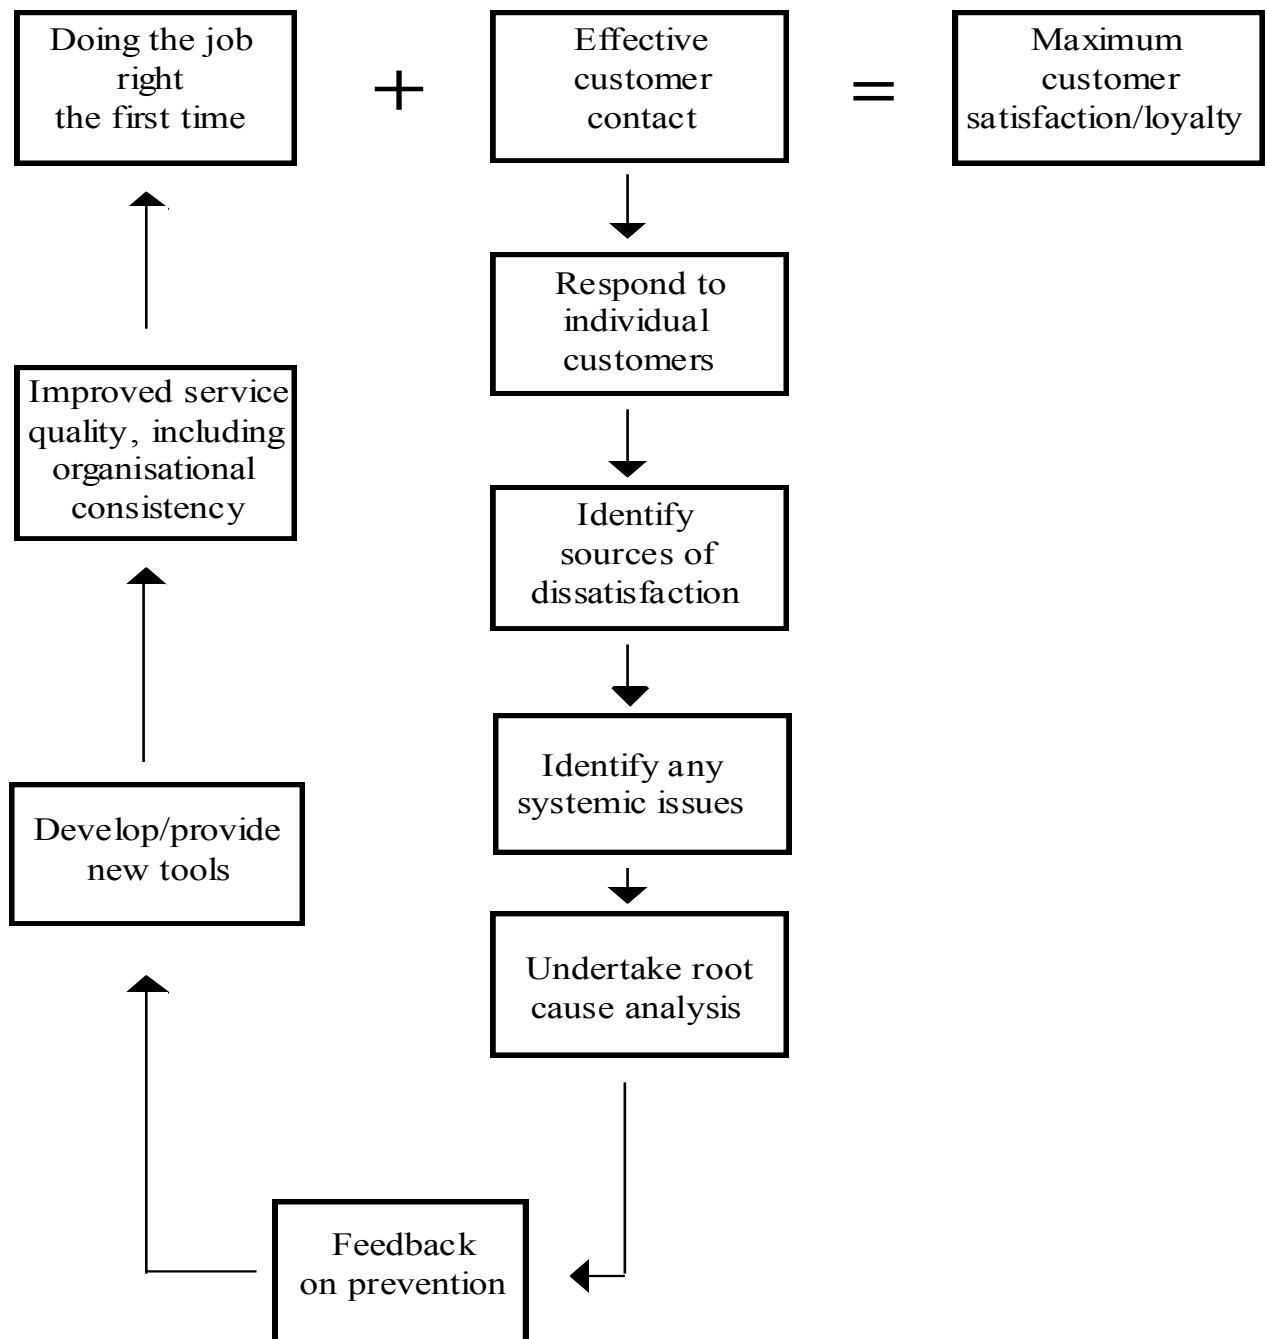 Doing the job
right
the first time
+
Effective
customer
contact
=
Maximum
customer
satisfaction/loyalty
Respond to
individual
customers
Improved service
quality, including
organisational
consistency
Identify
sources of
dissatisfaction
Identify any
systemic issues
Develop/provide
new tools
Undertake root
cause analysis
Feedback
on prevention